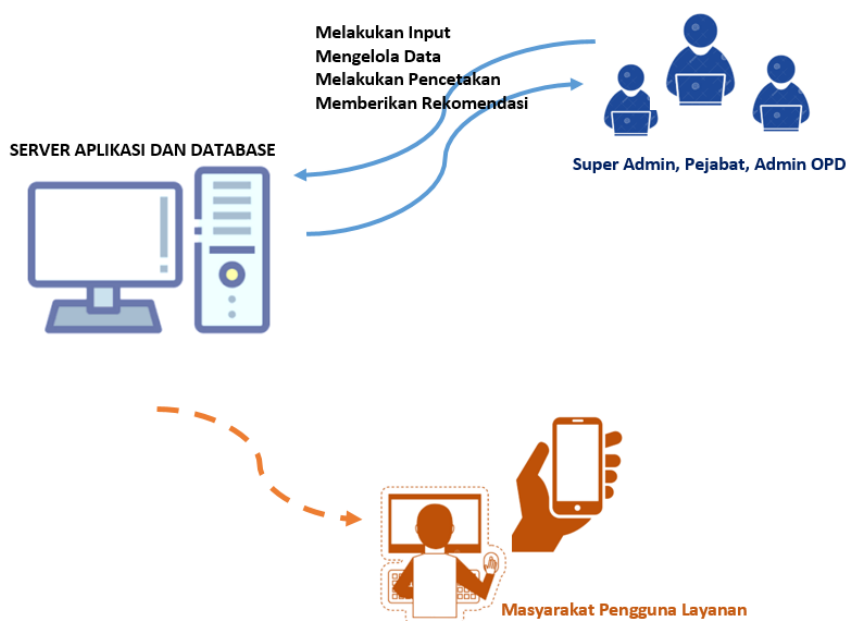 Melakukan Input
Mengelola Data
Melakukan Pencetakan
Memberikan Rekomendasi
SERVER APLIKASI DAN DATABASE
Super Admin, Pejabat, Admin OPD
Masyarakat Pengguna Layanan